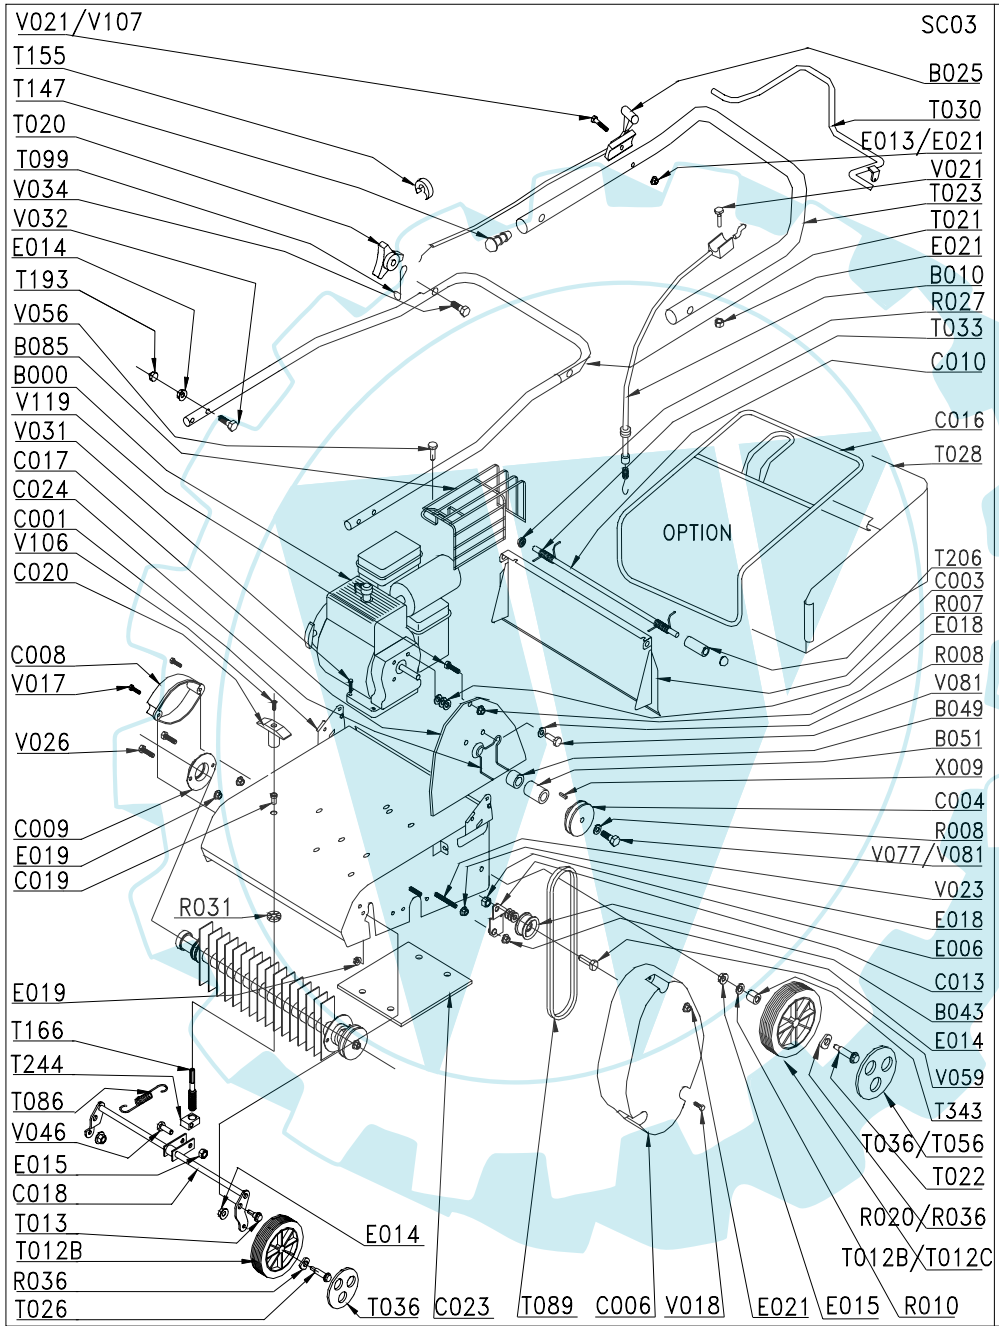 V021/V107
SC03
T155
T147
T020
T099
V034
V032
E014
T193
V056
B085
B000
V119
V031
C017
C024
C001
V106
C020
B025
T030
E013/E021
V021
T023
T021
E021
B010
R027
T033
C010
C016
T028
OPTION
T206
C003
R007
E018
R008
V081
B049
B051
X009
C004
R008
V077/V081
V023
E018
E006
C013
B043
E014
V059
T343
T036/T056
T022
R020/R036
T012B/T012C
C008
V017
V026
C009
E019
C019
R031
E019
T166
T244
T086
V046
E015
C018
T013
T012B
R036
T026
E014
T036
C023
T089
C006
V018
E021
E015
R010